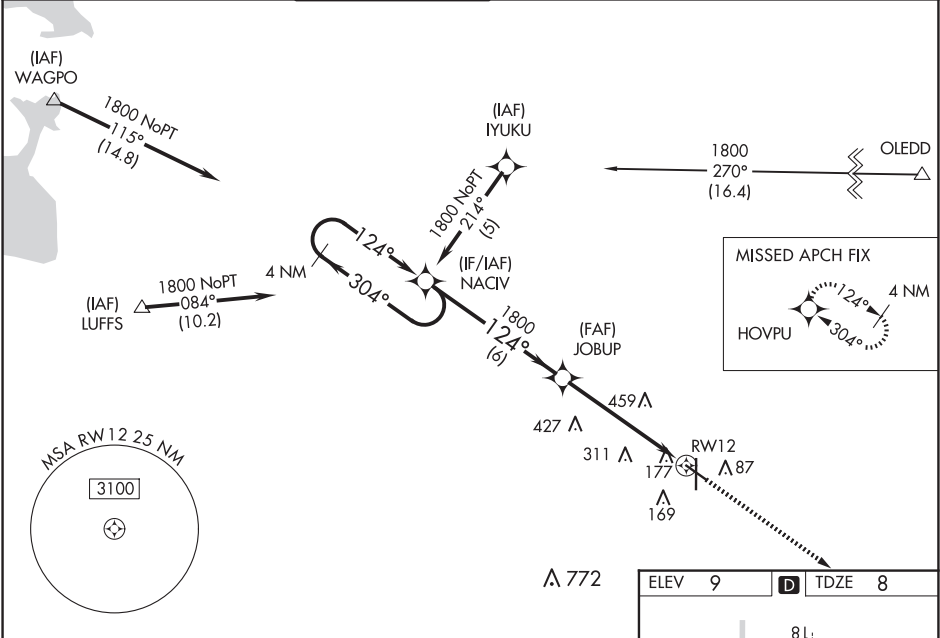 (IAF)
WAGPO
1800 NoPT
115°
(14.8)
(IAF)
IYUKU
1800 NoPT
214°
(5)
1800
270°
(16.4)
OLEDD
4 NM
124°
304°
(IF/IAF)
NACIV
(IAF)
LUFFS
1800 NoPT
084°
(10.2)
MISSED APCH FIX
HOVPU
124°
304°
4 NM
1800
124°
(6)
(FAF)
JOBUP
459
427
311
177
RW12
87
169
MSA RW12 25 NM
3100
772
ELEV 9
D
TDZE 8